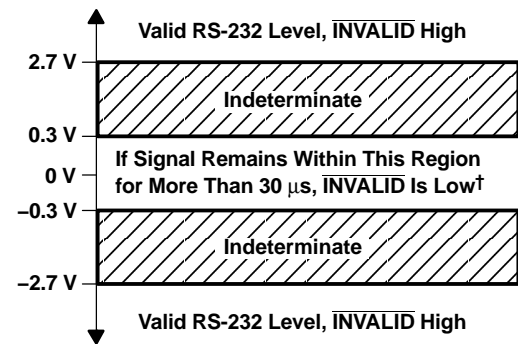 Valid RS-232 Level, INVALID High
2.7 V
Indeterminate
0.3 V
If Signal Remains Within This Region
0 V
for More Than 30 μs, INVALID Is Low†
−0.3 V
Indeterminate
−2.7 V
Valid RS-232 Level, INVALID High